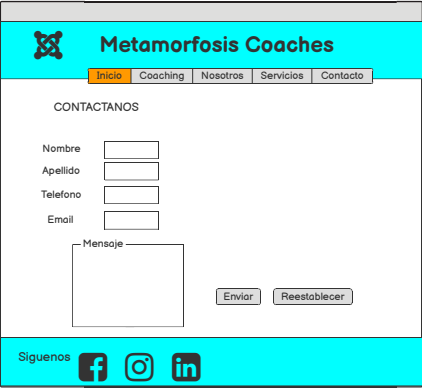 Metamorfosis Coaches
Inicio Coaching Nosotros Servicios Contacto
CONTACTANOS
Nombre
Apellido
Telefono
Email
Mensaje
Enviar Reestablecer
Siguenos